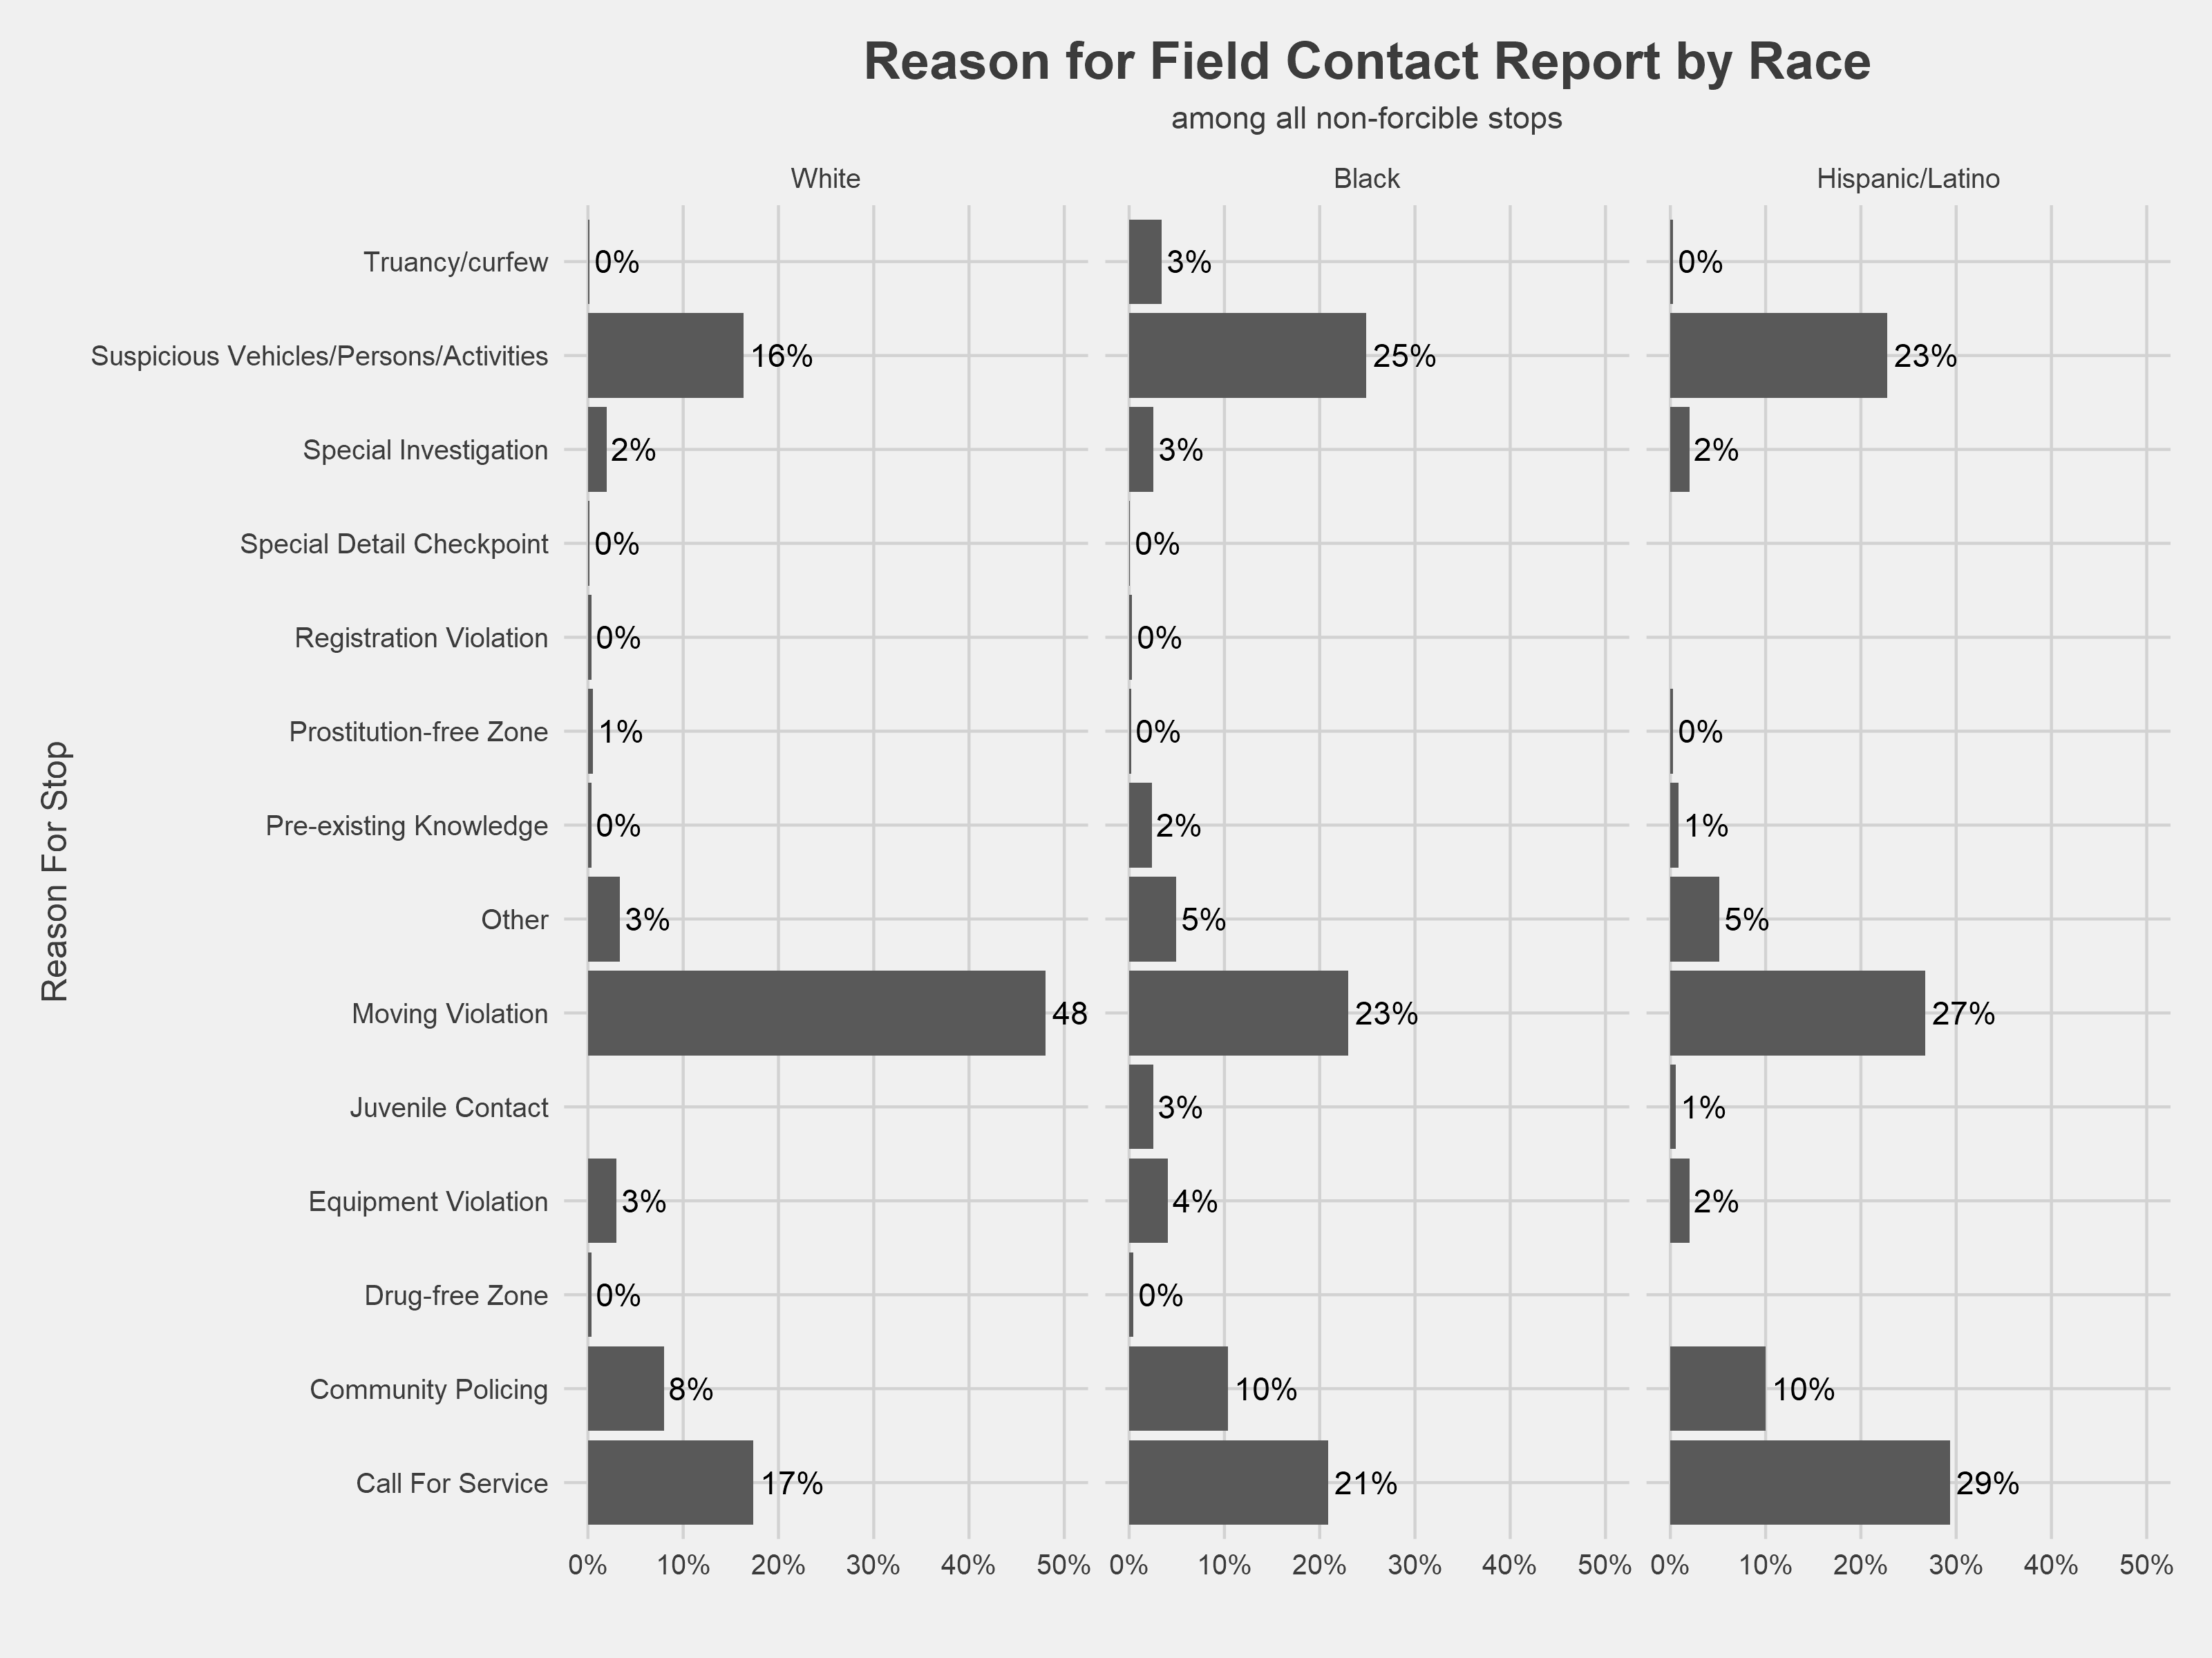 Reason for Field Contact Report by Race
among all non-forcible stops
White Black Hispanic/Latino
Truancy/curfew 0% 3% 0%
Suspicious Vehicles/Persons/Activities 16% 25% 23%
Special Investigation 2% 3% 2%
Special Detail Checkpoint 0% 0%
Registration Violation 0% 0%
Prostitution-free Zone 1% 0% 0%
Pre-existing Knowledge 0% 2% 1%
Other 3% 5% 5%
Moving Violation 48 23% 27%
Juvenile Contact 3% 1%
Equipment Violation 3% 4% 2%
Drug-free Zone 0% 0%
Community Policing 8% 10% 10%
Call For Service 17% 21% 29%
0% 10% 20% 30% 40% 50% 0% 10% 20% 30% 40% 50% 0% 10% 20% 30% 40% 50%
Reason For Stop